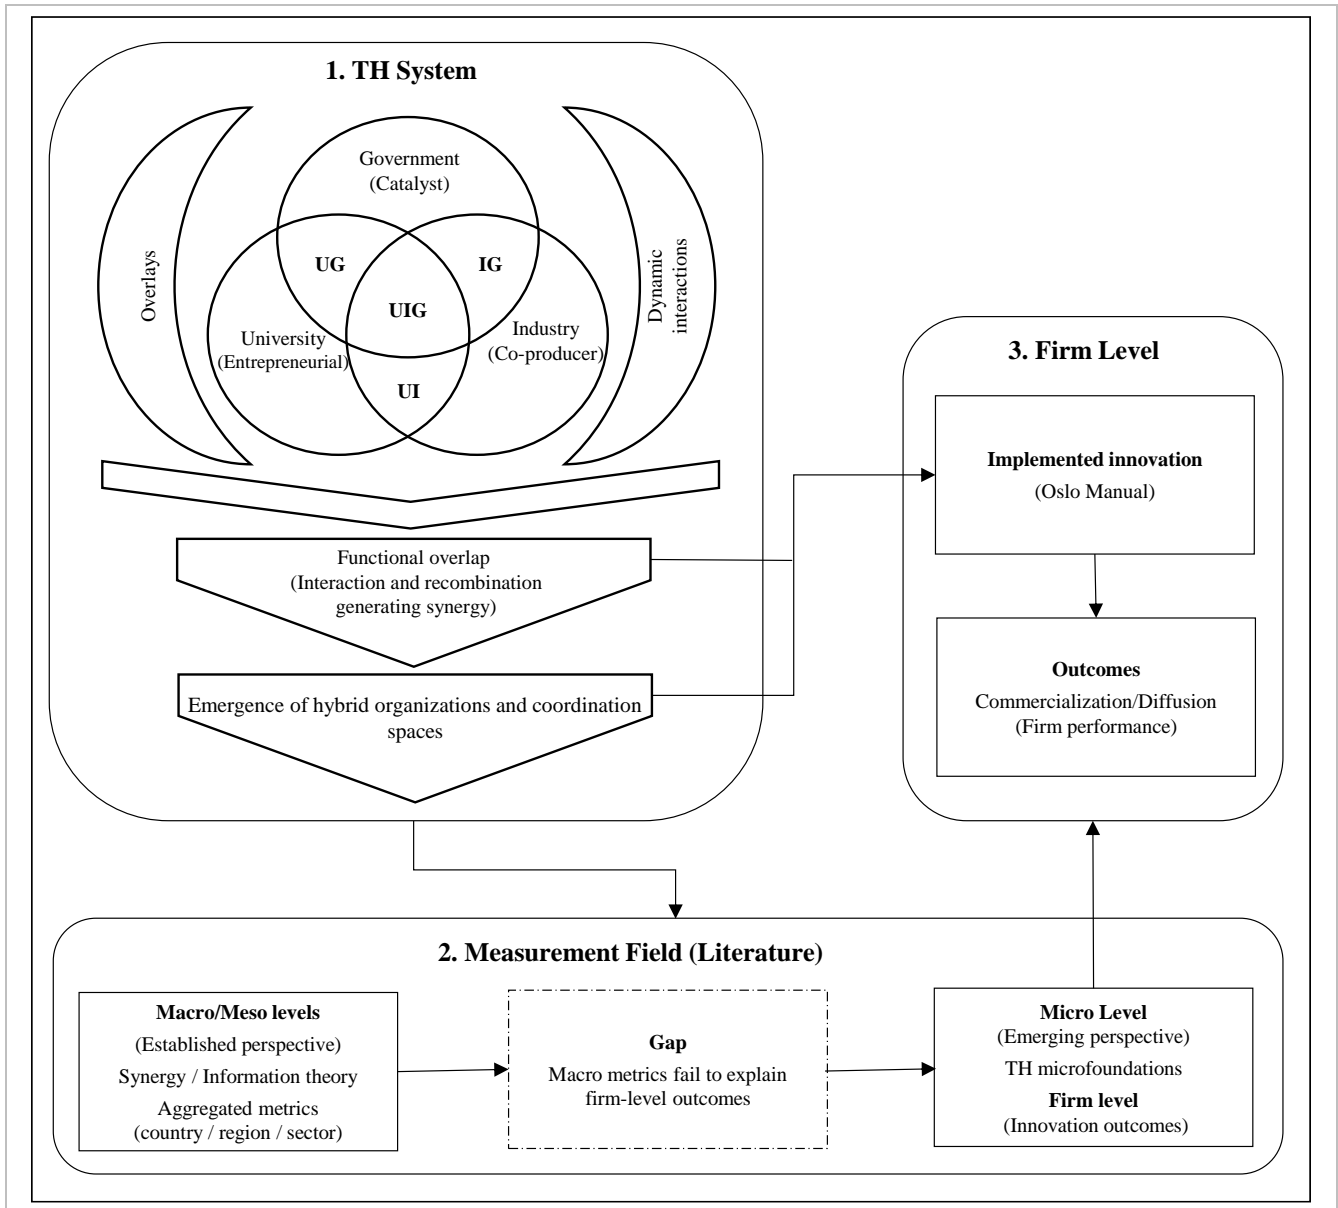 1. TH System
Government
(Catalyst)
Overlays
Dynamic
interactions
UG
IG
UIG
University
(Entrepreneurial)
Industry
(Co-producer)
UI
Functional overlap
(Interaction and recombination
generating synergy)
Emergence of hybrid organizations and coordination
spaces
3. Firm Level
Implemented innovation
(Oslo Manual)
Outcomes
Commercialization/Diffusion
(Firm performance)
2. Measurement Field (Literature)
Macro/Meso levels
(Established perspective)
Synergy / Information theory
Aggregated metrics
(country / region / sector)
Gap
Macro metrics fail to explain
firm-level outcomes
Micro Level
(Emerging perspective)
TH microfoundations
Firm level
(Innovation outcomes)